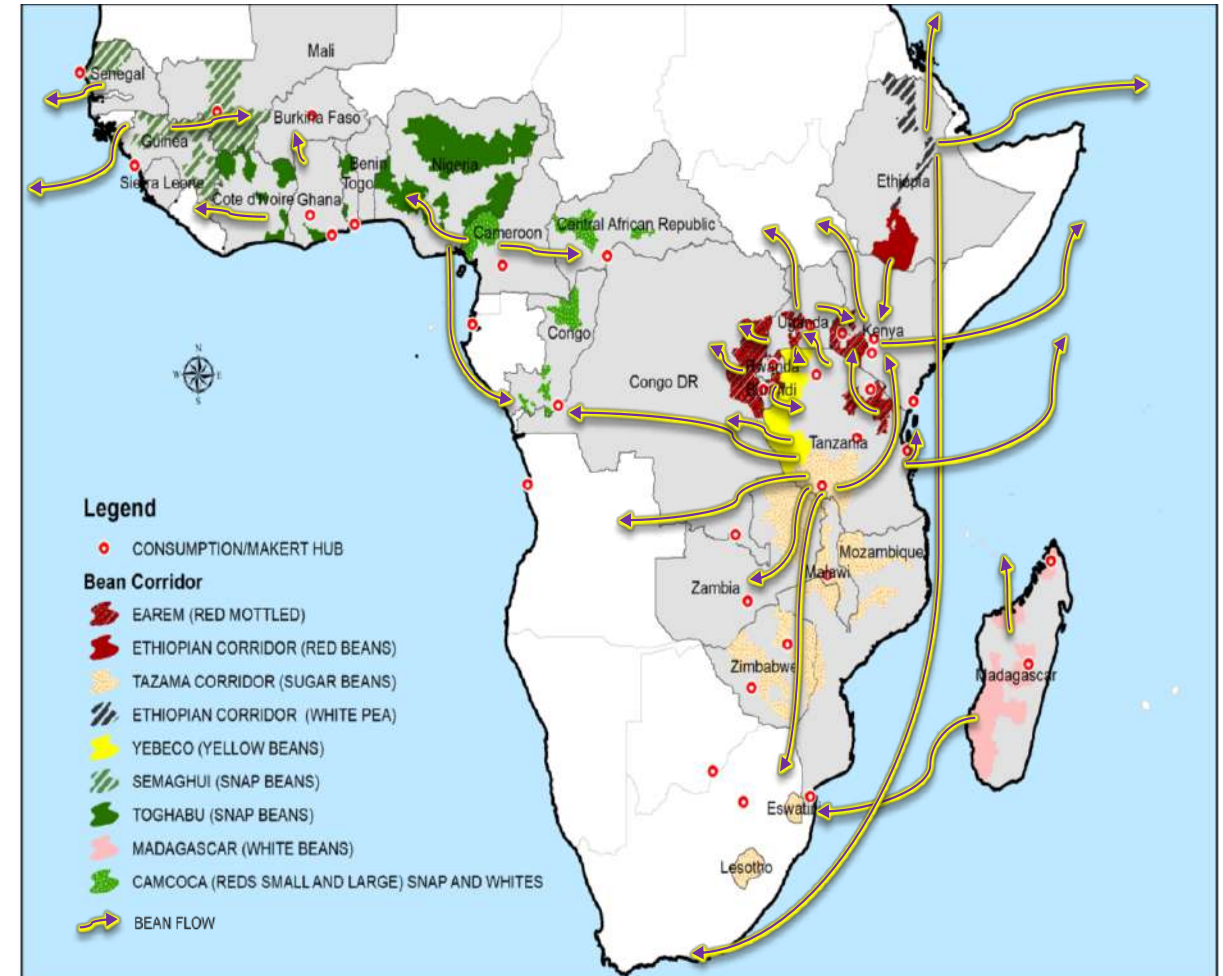 Mali
Senegal
Burkina Faso
Guinea
Benin
Nigeria
Sierra Leone
Togo
Ethiopia
Cote d'Ivoire
Ghana
Cameroon
Central African Republic
Uganda
Kenya
Congo
Rwanda
Congo DR
Burundi
Tanzania
N
W
E
S
Mozambique
Malawi
Zambia
Zimbabwe
Madagascar
Eswatini
Lesotho
Legend
CONSUMPTION/MAKERT HUB
Bean Corridor
EAREM (RED MOTTLED)
ETHIOPIAN CORRIDOR (RED BEANS)
TAZAMA CORRIDOR (SUGAR BEANS)
ETHIOPIAN CORRIDOR (WHITE PEA)
YEBECO (YELLOW BEANS)
SEMAGHUI (SNAP BEANS)
TOGHABU (SNAP BEANS)
MADAGASCAR (WHITE BEANS)
CAMCOCA (REDS SMALL AND LARGE) SNAP AND WHITES
BEAN FLOW